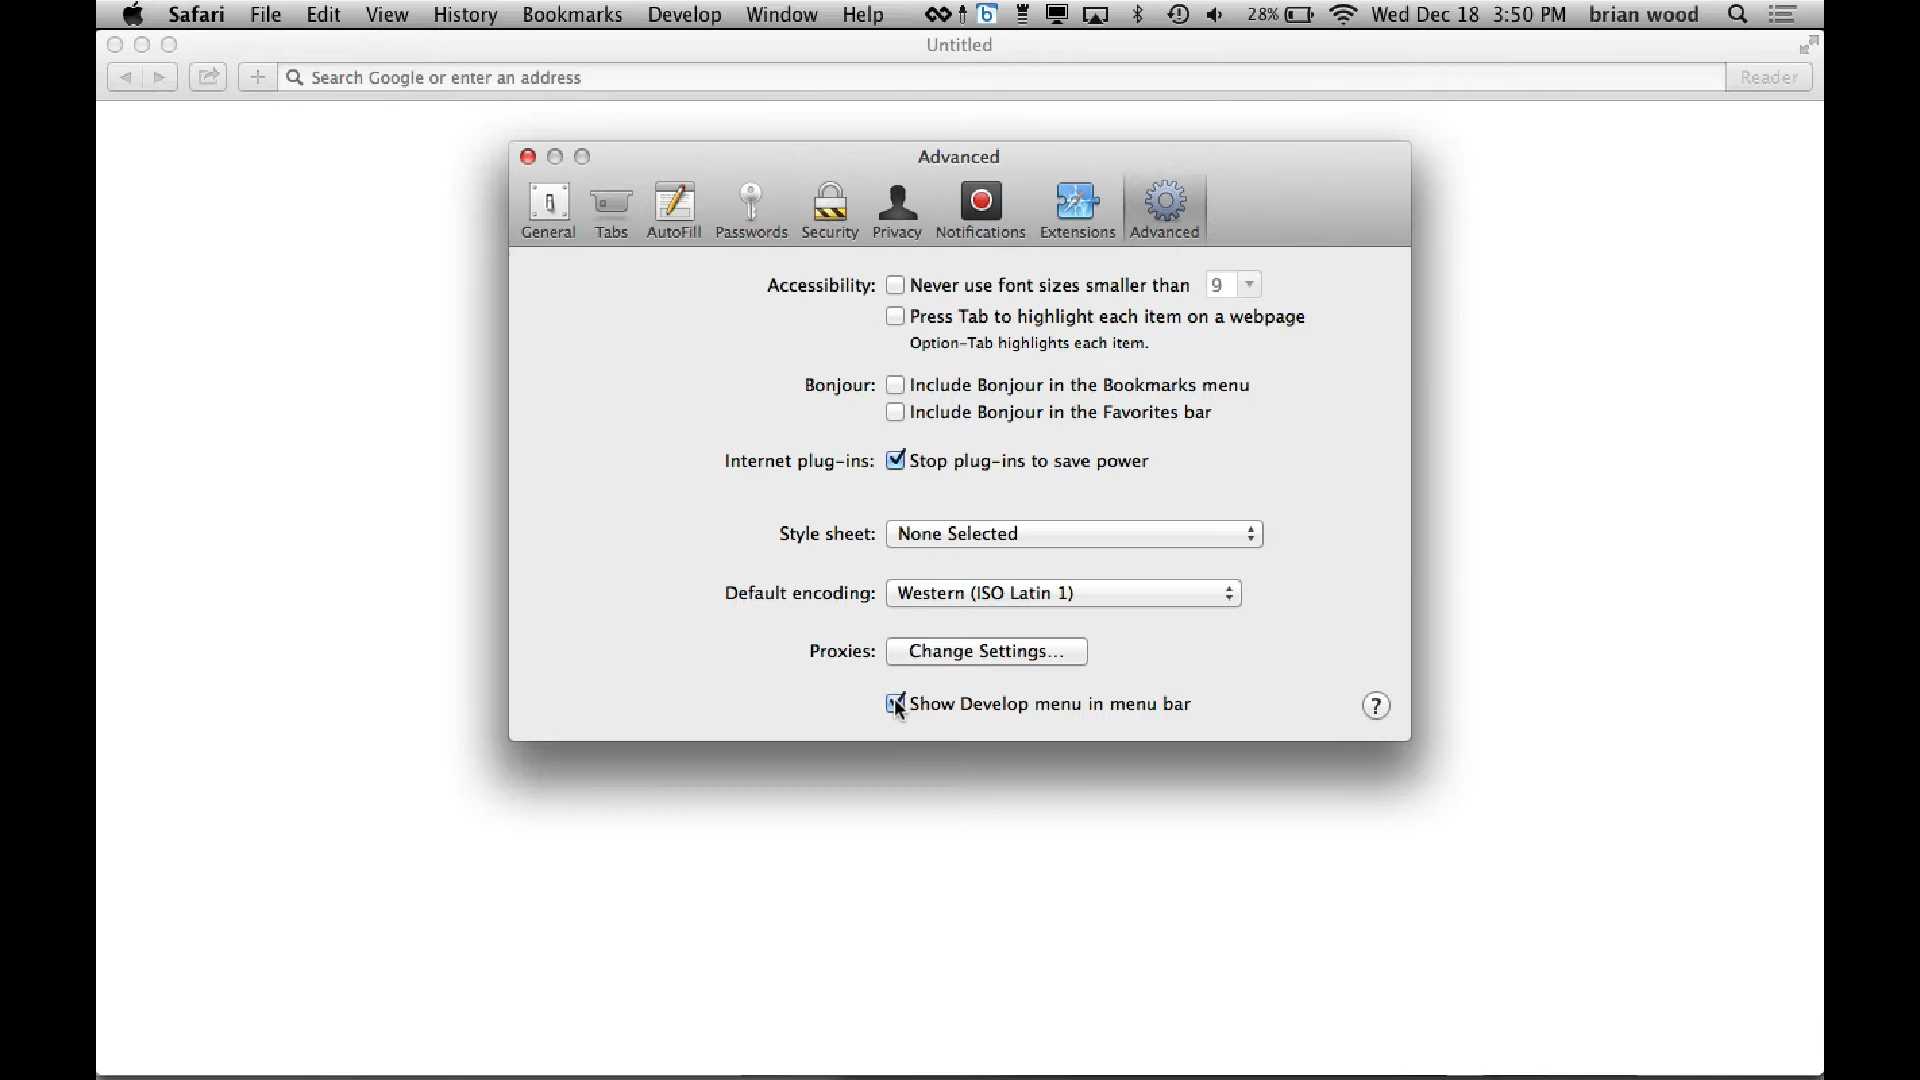 Safari File Edit View History Bookmarks Develop Window Help b 28% Wed Dec 18 3:50 PM brian wood
Untitled
Search Google or enter an address Reader
Advanced
General Tabs AutoFill Passwords Security Privacy Notifications Extensions Advanced
Accessibility: Never use font sizes smaller than 9
Press Tab to highlight each item on a webpage
Option-Tab highlights each item.
Bonjour: Include Bonjour in the Bookmarks menu
Include Bonjour in the Favorites bar
Internet plug-ins: Stop plug-ins to save power
Style sheet: None Selected
Default encoding: Western (ISO Latin 1)
Proxies: Change Settings...
Show Develop menu in menu bar ?